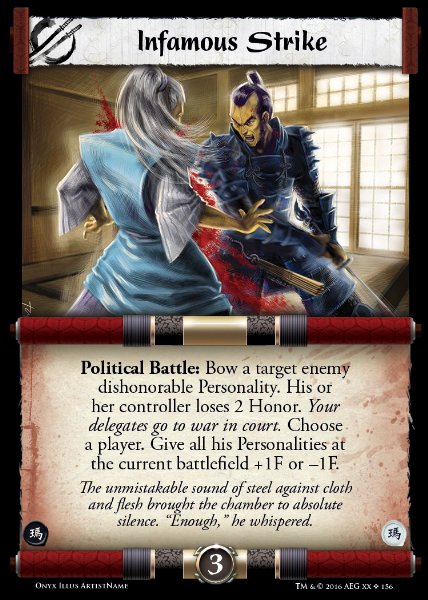 Infamous Strike
Political Battle: Bow a target enemy
dishonorable Personality. His or
her controller loses 2 Honor. Your
delegates go to war in court. Choose
a player. Give all his Personalities at
the current battlefield +1F or –1F.
The unmistakable sound of steel against cloth
and flesh brought the chamber to absolute
silence. “Enough,” he whispered.
瑪 瑪
3
Onyx Illus ArtistName
TM & © 2016 AEG XX ❖ 156